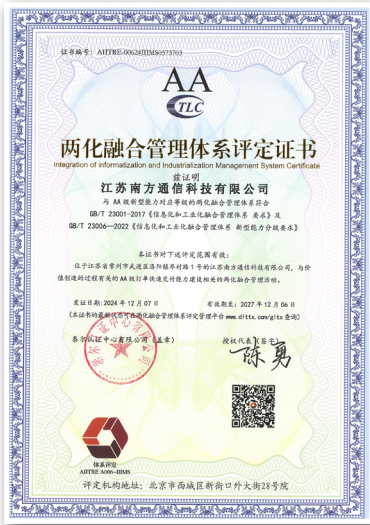 证书编号：AIITRE-00628IIIMS0573703
AA
TLC
两化融合管理体系评定证书
Integration of Informatization and Industrialization Management System Certificate
兹证明
江苏南方通信科技有限公司
与 AA 级新型能力对应等级的两化融合管理体系符合
GB/T 23001-2017《信息化和工业化融合管理体系 要求》及
GB/T 23006—2022《信息化和工业化融合管理体系 新型能力分级要求》
本证书对下述评定范围有效：
位于江苏省常州市武进区洛阳镇岑村路 1 号的江苏南方通信科技有限公司，与价
值创造的过程有关的AA级订单快速交付能力建设相关的两化融合管理活动。
发证日期：2024 年 12 月 07 日 有效期至：2027 年 12 月 06 日
（本证书的最新状态可在两化融合管理体系评定管理平台 www.dlttx.com/gltx 查询）
泰尔认证中心有限公司（盖章） 授权代表（签字）
陈勇
体系评定
AIITRE A006-IIIMS
评定机构地址：北京市西城区新街口外大街28号院